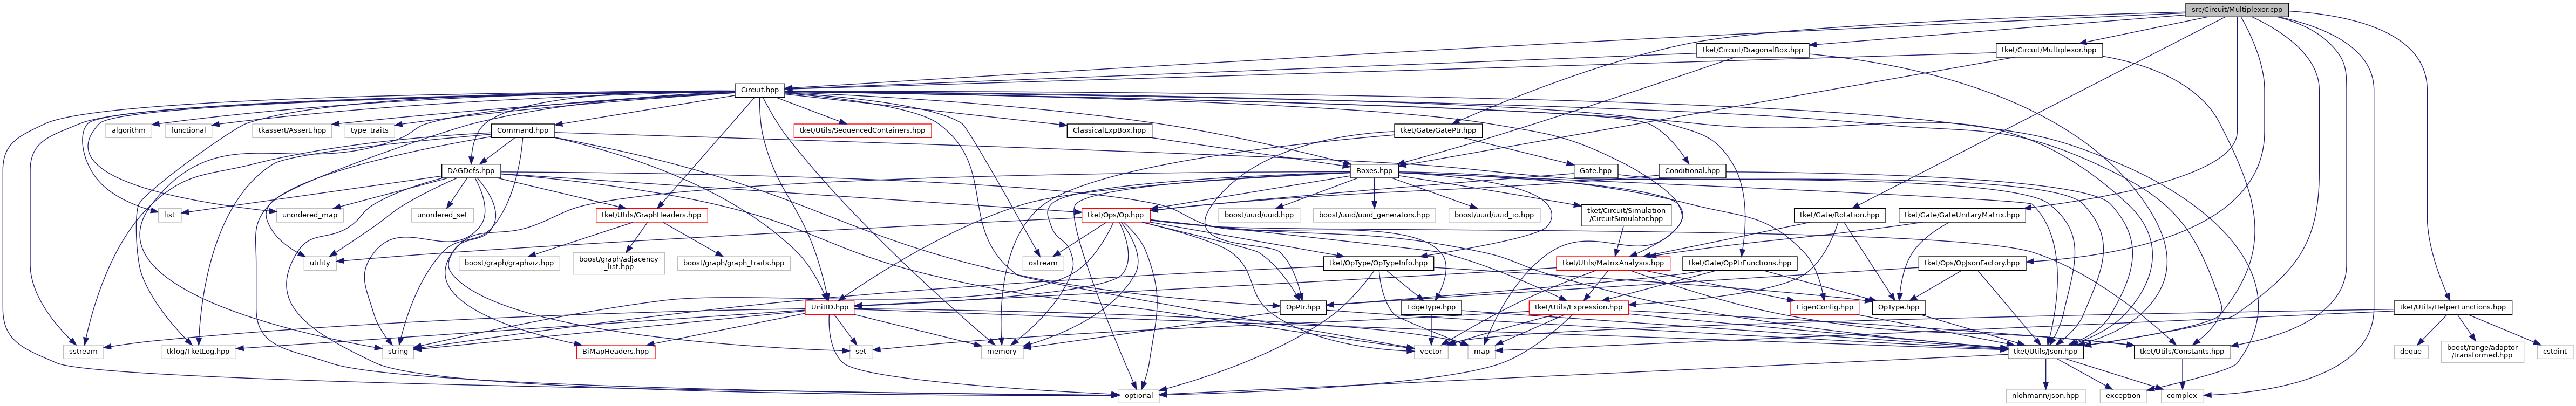 src/Circuit/Multiplexor.cpp
tket/Circuit/DiagonalBox.hpp
tket/Circuit/Multiplexor.hpp
Circuit.hpp
algorithm
functional
tkassert/Assert.hpp
type_traits
Command.hpp
tket/Utils/SequencedContainers.hpp
ClassicalExpBox.hpp
tket/Gate/GatePtr.hpp
DAGDefs.hpp
Boxes.hpp
Gate.hpp
Conditional.hpp
list
unordered_map
unordered_set
tket/Utils/GraphHeaders.hpp
tket/Ops/Op.hpp
boost/uuid/uuid.hpp
boost/uuid/uuid_generators.hpp
boost/uuid/uuid_io.hpp
tket/Circuit/Simulation
/CircuitSimulator.hpp
tket/Gate/Rotation.hpp
tket/Gate/GateUnitaryMatrix.hpp
utility
boost/graph/graphviz.hpp
boost/graph/adjacency
_list.hpp
boost/graph/graph_traits.hpp
ostream
tket/OpType/OpTypeInfo.hpp
tket/Utils/MatrixAnalysis.hpp
tket/Gate/OpPtrFunctions.hpp
tket/Ops/OpJsonFactory.hpp
UnitID.hpp
OpPtr.hpp
EdgeType.hpp
tket/Utils/Expression.hpp
EigenConfig.hpp
OpType.hpp
tket/Utils/HelperFunctions.hpp
sstream
tklog/TketLog.hpp
string
BiMapHeaders.hpp
set
memory
vector
map
tket/Utils/Json.hpp
tket/Utils/Constants.hpp
deque
boost/range/adaptor
/transformed.hpp
cstdint
optional
nlohmann/json.hpp
exception
complex